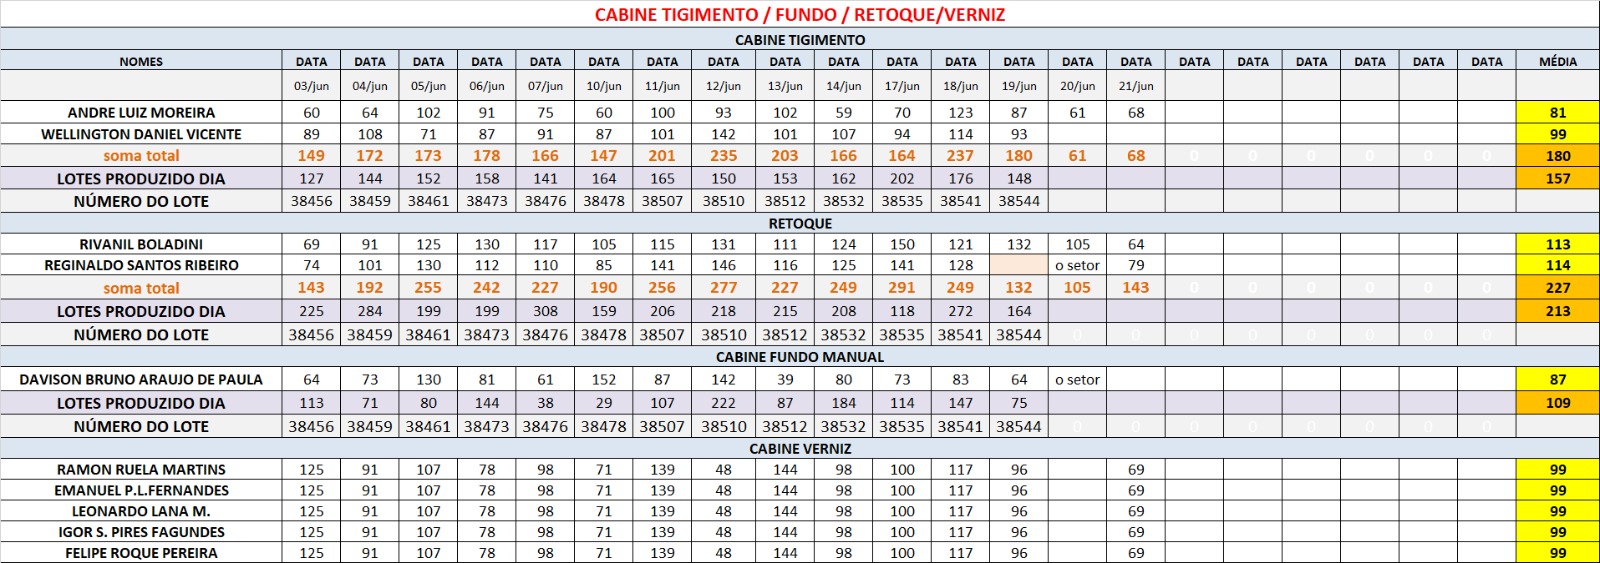 CABINE TIGIMENTO / FUNDO / RETOQUE/VERNIZ
CABINE TIGIMENTO
NOMES DATA DATA DATA DATA DATA DATA DATA DATA DATA DATA DATA DATA DATA DATA DATA DATA DATA DATA DATA DATA DATA MÉDIA
03/jun 04/jun 05/jun 06/jun 07/jun 10/jun 11/jun 12/jun 13/jun 14/jun 17/jun 18/jun 19/jun 20/jun 21/jun
ANDRE LUIZ MOREIRA 60 64 102 91 75 60 100 93 102 59 70 123 87 61 68 81
WELLINGTON DANIEL VICENTE 89 108 71 87 91 87 101 142 101 107 94 114 93 99
soma total 149 172 173 178 166 147 201 235 203 166 164 237 180 61 68 0 0 0 0 0 0 180
LOTES PRODUZIDO DIA 127 144 152 158 141 164 165 150 153 162 202 176 148 157
NÚMERO DO LOTE 38456 38459 38461 38473 38476 38478 38507 38510 38512 38532 38535 38541 38544
RETOQUE
RIVANIL BOLADINI 69 91 125 130 117 105 115 131 111 124 150 121 132 105 64 113
REGINALDO SANTOS RIBEIRO 74 101 130 112 110 85 141 146 116 125 141 128 o setor 79 114
soma total 143 192 255 242 227 190 256 277 227 249 291 249 132 105 143 0 0 0 0 0 0 227
LOTES PRODUZIDO DIA 225 284 199 199 308 159 206 218 215 208 118 272 164 213
NÚMERO DO LOTE 38456 38459 38461 38473 38476 38478 38507 38510 38512 38532 38535 38541 38544 0 0 0 0 0 0 0 0
CABINE FUNDO MANUAL
DAVISON BRUNO ARAUJO DE PAULA 64 73 130 81 61 152 87 142 39 80 73 83 64 o setor 87
LOTES PRODUZIDO DIA 113 71 80 144 38 29 107 222 87 184 114 147 75 109
NÚMERO DO LOTE 38456 38459 38461 38473 38476 38478 38507 38510 38512 38532 38535 38541 38544 0 0 0 0 0 0 0 0
CABINE VERNIZ
RAMON RUELA MARTINS 125 91 107 78 98 71 139 48 144 98 100 117 96 69 99
EMANUEL P.L.FERNANDES 125 91 107 78 98 71 139 48 144 98 100 117 96 69 99
LEONARDO LANA M. 125 91 107 78 98 71 139 48 144 98 100 117 96 69 99
IGOR S. PIRES FAGUNDES 125 91 107 78 98 71 139 48 144 98 100 117 96 69 99
FELIPE ROQUE PEREIRA 125 91 107 78 98 71 139 48 144 98 100 117 96 69 99